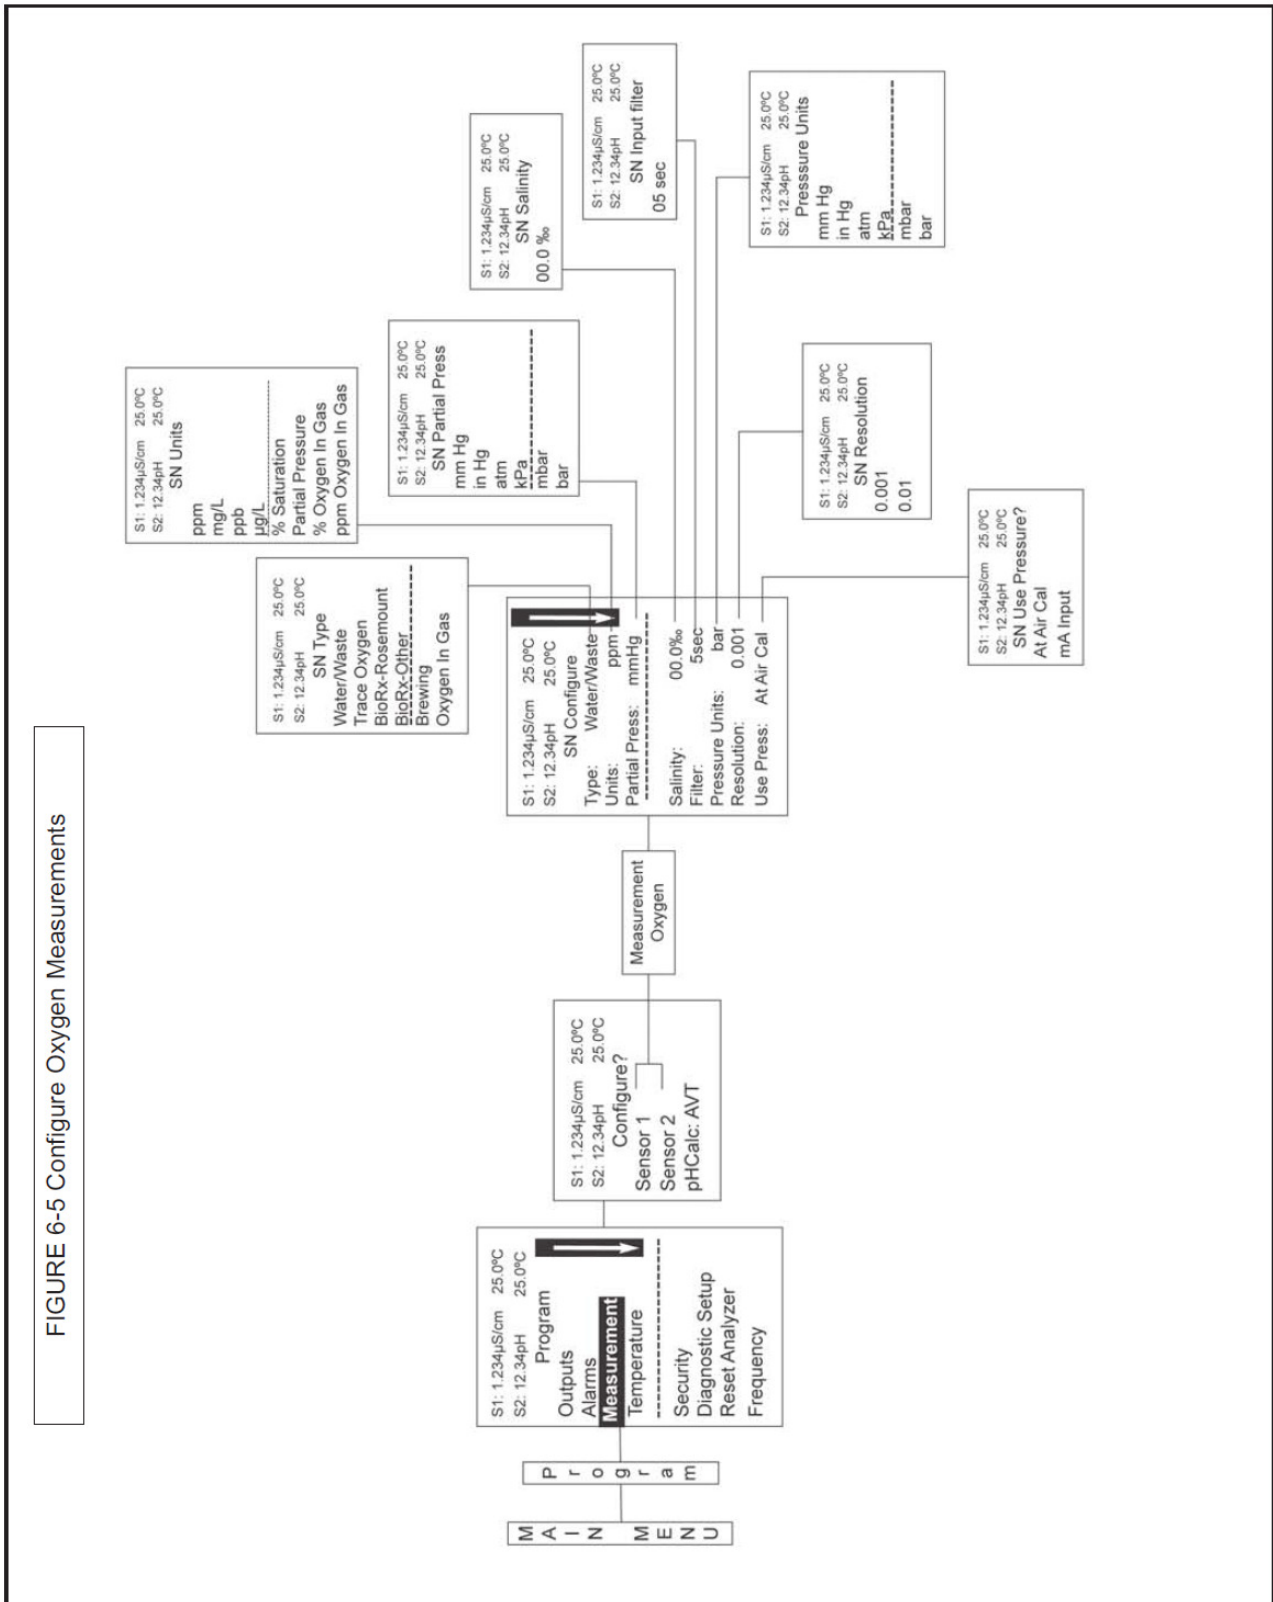 FIGURE 6-5 Configure Oxygen Measurements
MAIN MENU
Program
S1: 1.234µS/cm 25.0ºC
S2: 12.34pH 25.0ºC
Program
Outputs
Alarms
Measurement
Temperature
Security
Diagnostic Setup
Reset Analyzer
Frequency
S1: 1.234µS/cm 25.0ºC
S2: 12.34pH 25.0ºC
Configure?
Sensor 1
Sensor 2
pHCalc: AVT
Measurement
Oxygen
S1: 1.234µS/cm 25.0ºC
S2: 12.34pH 25.0ºC
SN Configure
Type: Water/Waste
Units: ppm
Partial Press: mmHg
Salinity: 00.0‰
Filter: 5sec
Pressure Units: bar
Resolution: 0.001
Use Press: At Air Cal
S1: 1.234µS/cm 25.0ºC
S2: 12.34pH 25.0ºC
SN Type
Water/Waste
Trace Oxygen
BioRx-Rosemount
BioRx-Other
Brewing
Oxygen In Gas
S1: 1.234µS/cm 25.0ºC
S2: 12.34pH 25.0ºC
SN Units
ppm
mg/L
ppb
µg/L
% Saturation
Partial Pressure
% Oxygen In Gas
ppm Oxygen In Gas
S1: 1.234µS/cm 25.0ºC
S2: 12.34pH 25.0ºC
SN Partial Press
mm Hg
in Hg
atm
kPa
mbar
bar
S1: 1.234µS/cm 25.0ºC
S2: 12.34pH 25.0ºC
SN Salinity
00.0 ‰
S1: 1.234µS/cm 25.0ºC
S2: 12.34pH 25.0ºC
SN Input filter
05 sec
S1: 1.234µS/cm 25.0ºC
S2: 12.34pH 25.0ºC
Presssure Units
mm Hg
in Hg
atm
kPa
mbar
bar
S1: 1.234µS/cm 25.0ºC
S2: 12.34pH 25.0ºC
SN Resolution
0.001
0.01
S1: 1.234µS/cm 25.0ºC
S2: 12.34pH 25.0ºC
SN Use Pressure?
At Air Cal
mA Input